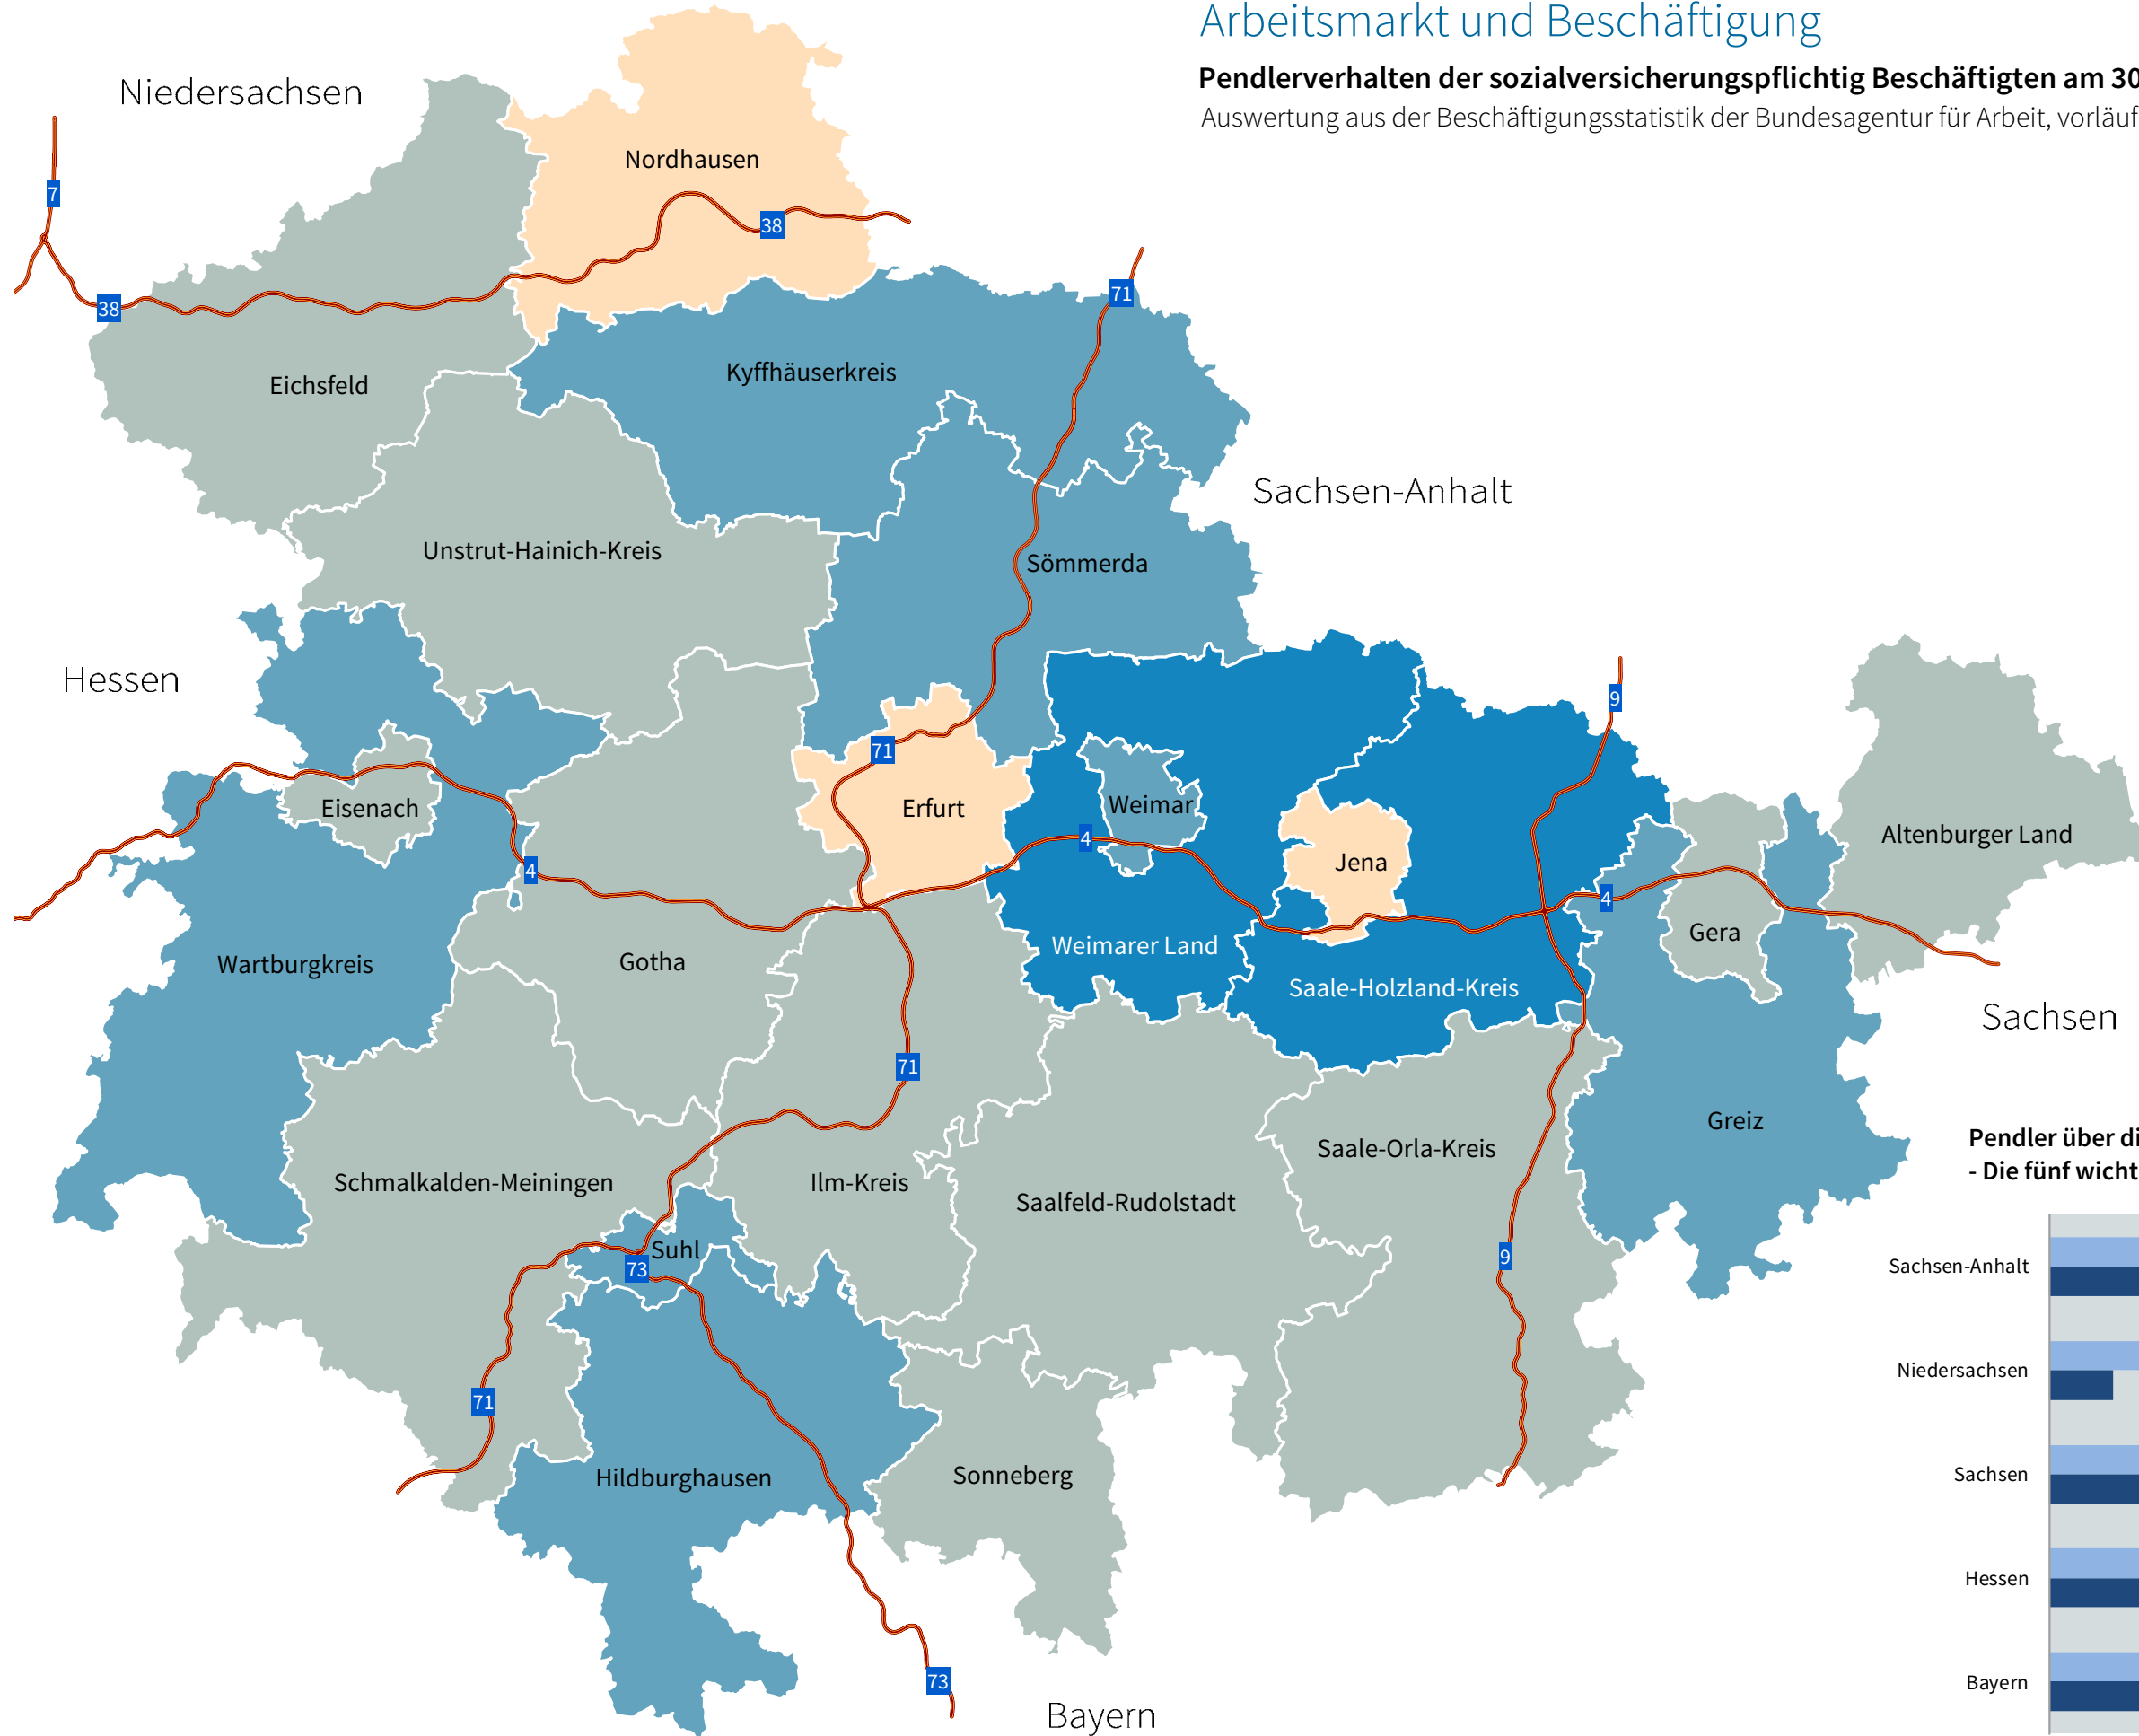 Arbeitsmarkt und Beschäftigung
Pendlerverhalten der sozialversicherungspflichtig Beschäftigten am 30
Auswertung aus der Beschäftigungsstatistik der Bundesagentur für Arbeit, vorläuf
Niedersachsen
Nordhausen
7
38
71
38
Kyffhäuserkreis
Eichsfeld
Sachsen-Anhalt
Unstrut-Hainich-Kreis
Sömmerda
Hessen
9
71
Eisenach
Erfurt
Weimar
4
Altenburger Land
Jena
4
4
Gera
Weimarer Land
Wartburgkreis
Gotha
Saale-Holzland-Kreis
Sachsen
71
Greiz
Saale-Orla-Kreis
Schmalkalden-Meiningen
Ilm-Kreis
Saalfeld-Rudolstadt
Suhl
73
9
71
Hildburghausen
Sonneberg
73
Bayern
Pendler über di
- Die fünf wicht
Sachsen-Anhalt
Niedersachsen
Sachsen
Hessen
Bayern